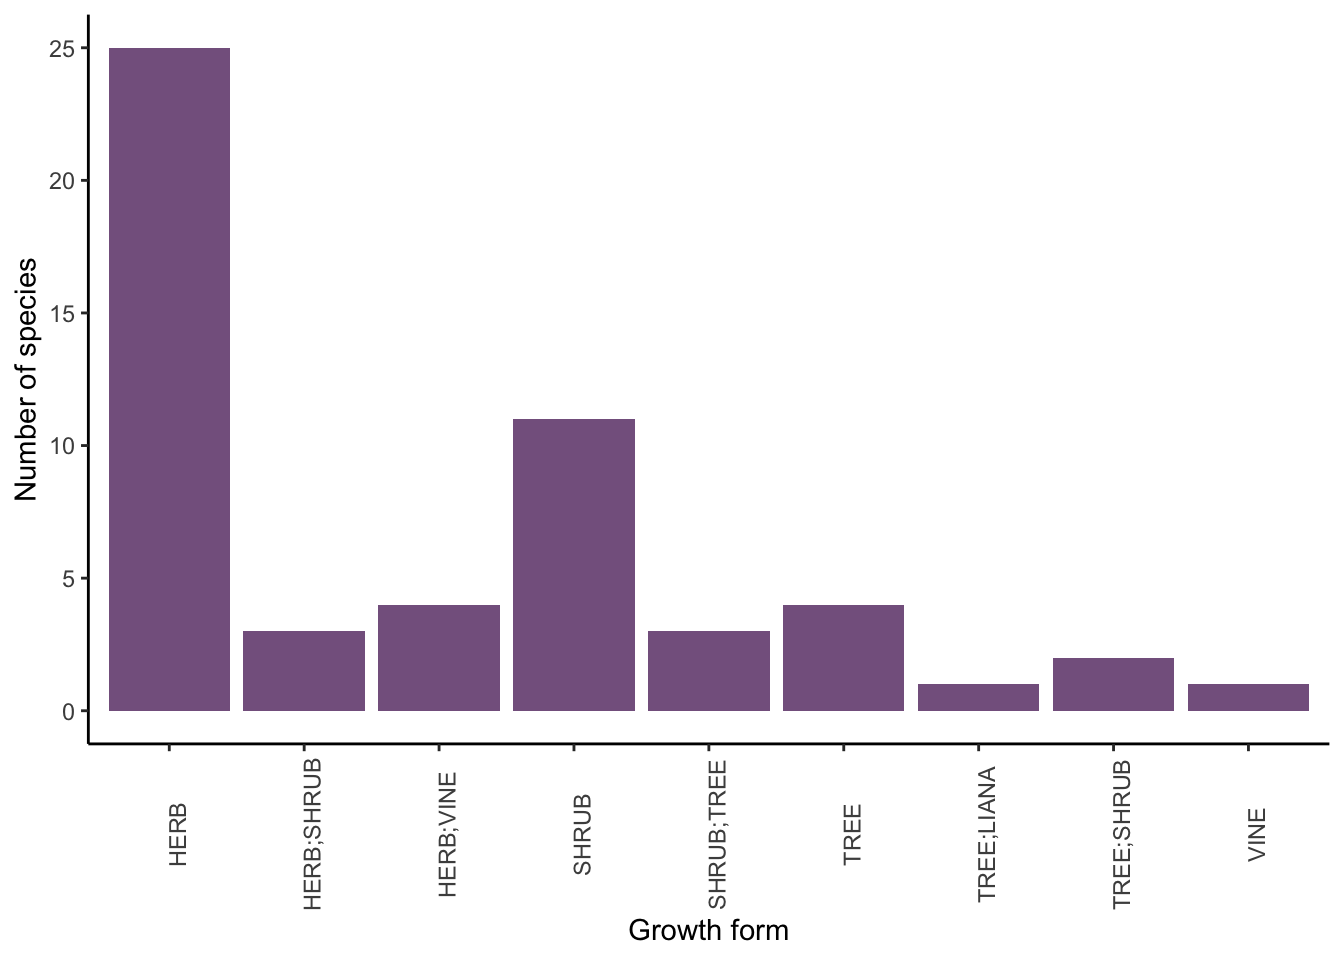 Number of species
25
20
15
10
5
0
HERB
HERB;SHRUB
HERB;VINE
SHRUB
SHRUB;TREE
TREE
TREE;LIANA
TREE;SHRUB
VINE
Growth form